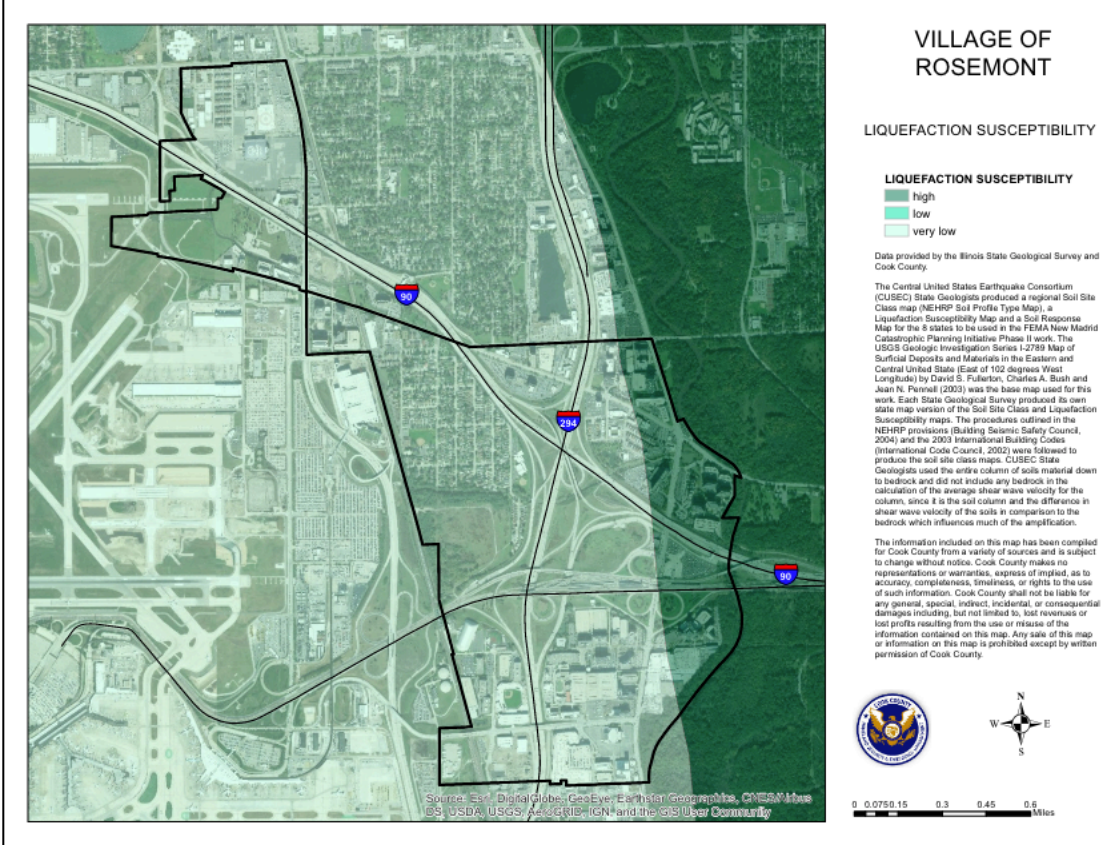 VILLAGE OF
ROSEMONT
LIQUEFACTION SUSCEPTIBILITY
LIQUEFACTION SUSCEPTIBILITY
high
low
very low
Data provided by the Illinois State Geological Survey and
Cook County.
The Central United States Earthquake Consortium
(CUSEC) State Geologists produced a regional Soil Site
Class map (NEHRP Soil Profile Type Map), a
Liquefaction Susceptibility Map and a Soil Response
Map for the 8 states to be used in the FEMA New Madrid
Catastrophic Planning Initiative Phase II work. The
USGS Geologic Investigation Series I-2789 Map of
Surficial Deposits and Materials in the Eastern and
Central United State (East of 102 degrees West
Longitude) by David S. Fullerton, Charles A. Bush and
Jean N. Pennell (2003) was the base map used for this
work. Each State Geological Survey produced its own
state map version of the Soil Site Class and Liquefaction
Susceptibility maps. The procedures outlined in the
NEHRP provisions (Building Seismic Safety Council,
2004) and the 2003 International Building Codes
(International Code Council, 2002) were followed to
produce the soil site class maps. CUSEC State
Geologists used the entire column of soils material down
to bedrock and did not include any bedrock in the
calculation of the average shear wave velocity for the
column, since it is the soil column and the difference in
shear wave velocity of the soils in comparison to the
bedrock which influences much of the amplification.
The information included on this map has been compiled
for Cook County from a variety of sources and is subject
to change without notice. Cook County makes no
representations or warranties, express of implied, as to
accuracy, completeness, timeliness, or rights to the use
of such information. Cook County shall not be liable for
any general, special, indirect, incidental, or consequential
damages including, but not limited to, lost revenues or
lost profits resulting from the use or misuse of the
information contained on this map. Any sale of this map
or information on this map is prohibited except by written
permission of Cook County.
90
294
90
COOK COUNTY
N
W E
S
0 0.075 0.15 0.3 0.45 0.6
Miles
Source: Esri, DigitalGlobe, GeoEye, Earthstar Geographics, CNES/Airbus
DS, USDA, USGS, AeroGRID, IGN, and the GIS User Community